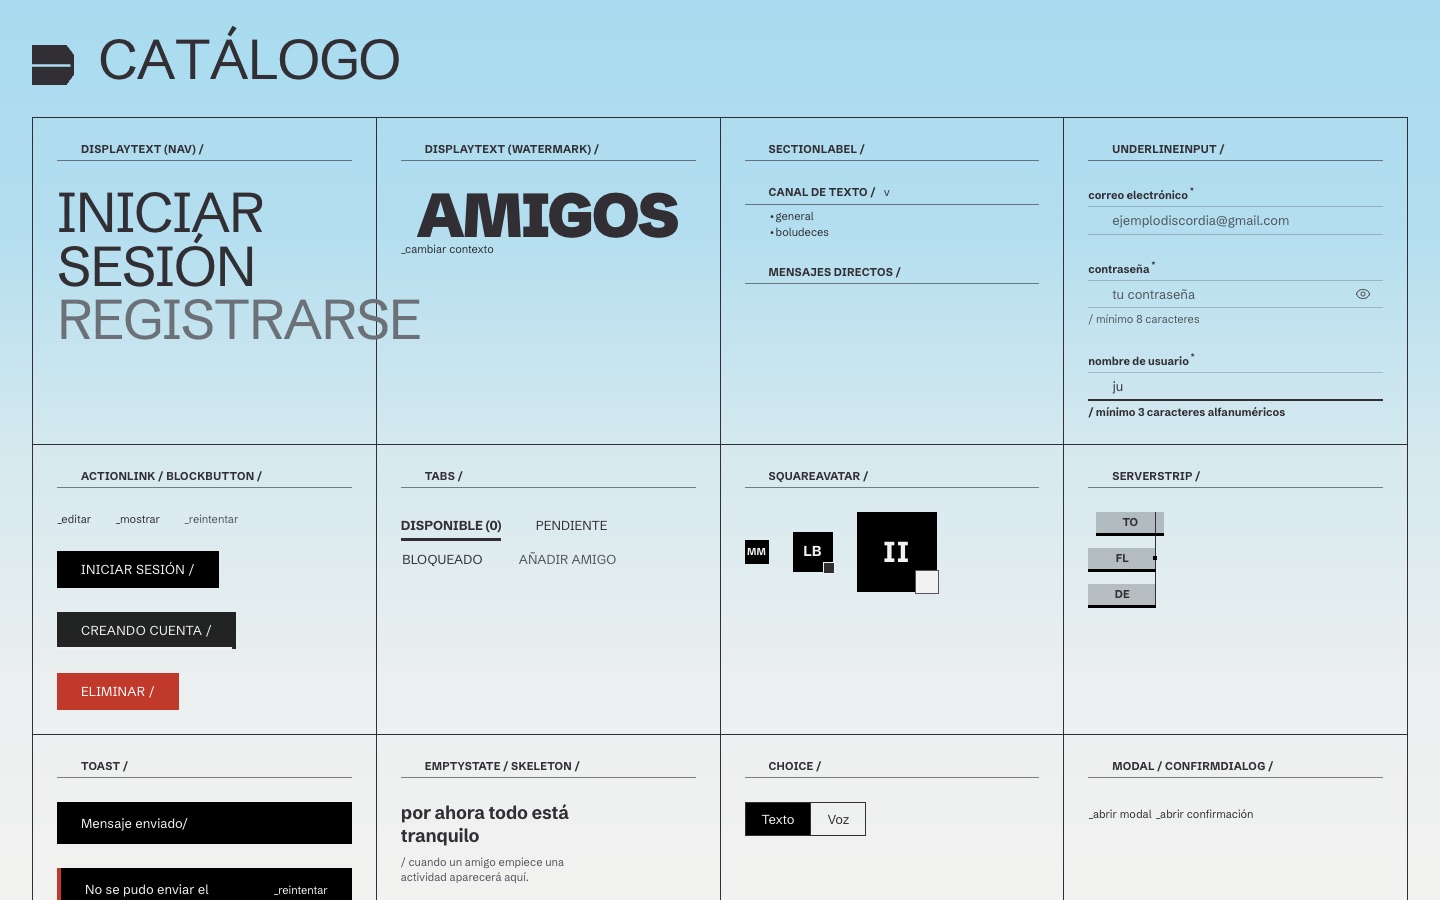 CATÁLOGO
DISPLAYTEXT (NAV) /
INICIAR
SESIÓN
REGISTRARSE
DISPLAYTEXT (WATERMARK) /
AMIGOS
_cambiar contexto
SECTIONLABEL /
CANAL DE TEXTO / v
• general
• boludeces
MENSAJES DIRECTOS /
UNDERLINEINPUT /
correo electrónico *
ejemplodiscordia@gmail.com
contraseña *
tu contraseña
/ mínimo 8 caracteres
nombre de usuario *
ju
/ mínimo 3 caracteres alfanuméricos
ACTIONLINK / BLOCKBUTTON /
_editar _mostrar _reintentar
INICIAR SESIÓN /
CREANDO CUENTA /
ELIMINAR /
TABS /
DISPONIBLE (0) PENDIENTE
BLOQUEADO AÑADIR AMIGO
SQUAREAVATAR /
MM LB II
SERVERSTRIP /
TO
FL
DE
TOAST /
Mensaje enviado/
No se pudo enviar el _reintentar
EMPTYSTATE / SKELETON /
por ahora todo está
tranquilo
/ cuando un amigo empiece una
actividad aparecerá aquí.
CHOICE /
Texto Voz
MODAL / CONFIRMDIALOG /
_abrir modal _abrir confirmación